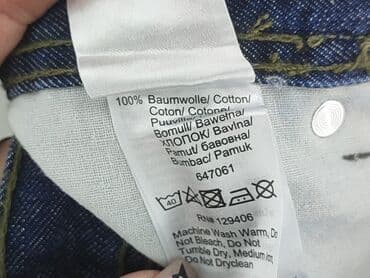 100% Baumwolle/ Cotton/
Coton/ Cotone/
Bomull/ Bawełna/
ХЛОПОК/ Bavlna/
Pamut/ бавовна/
Bumbac/ Pamuk
647061
40
RN# 129406
Machine Wash Warm, Do
Not Bleach, Do Not
Tumble Dry, Medium Iron,
Do Not Dryclean